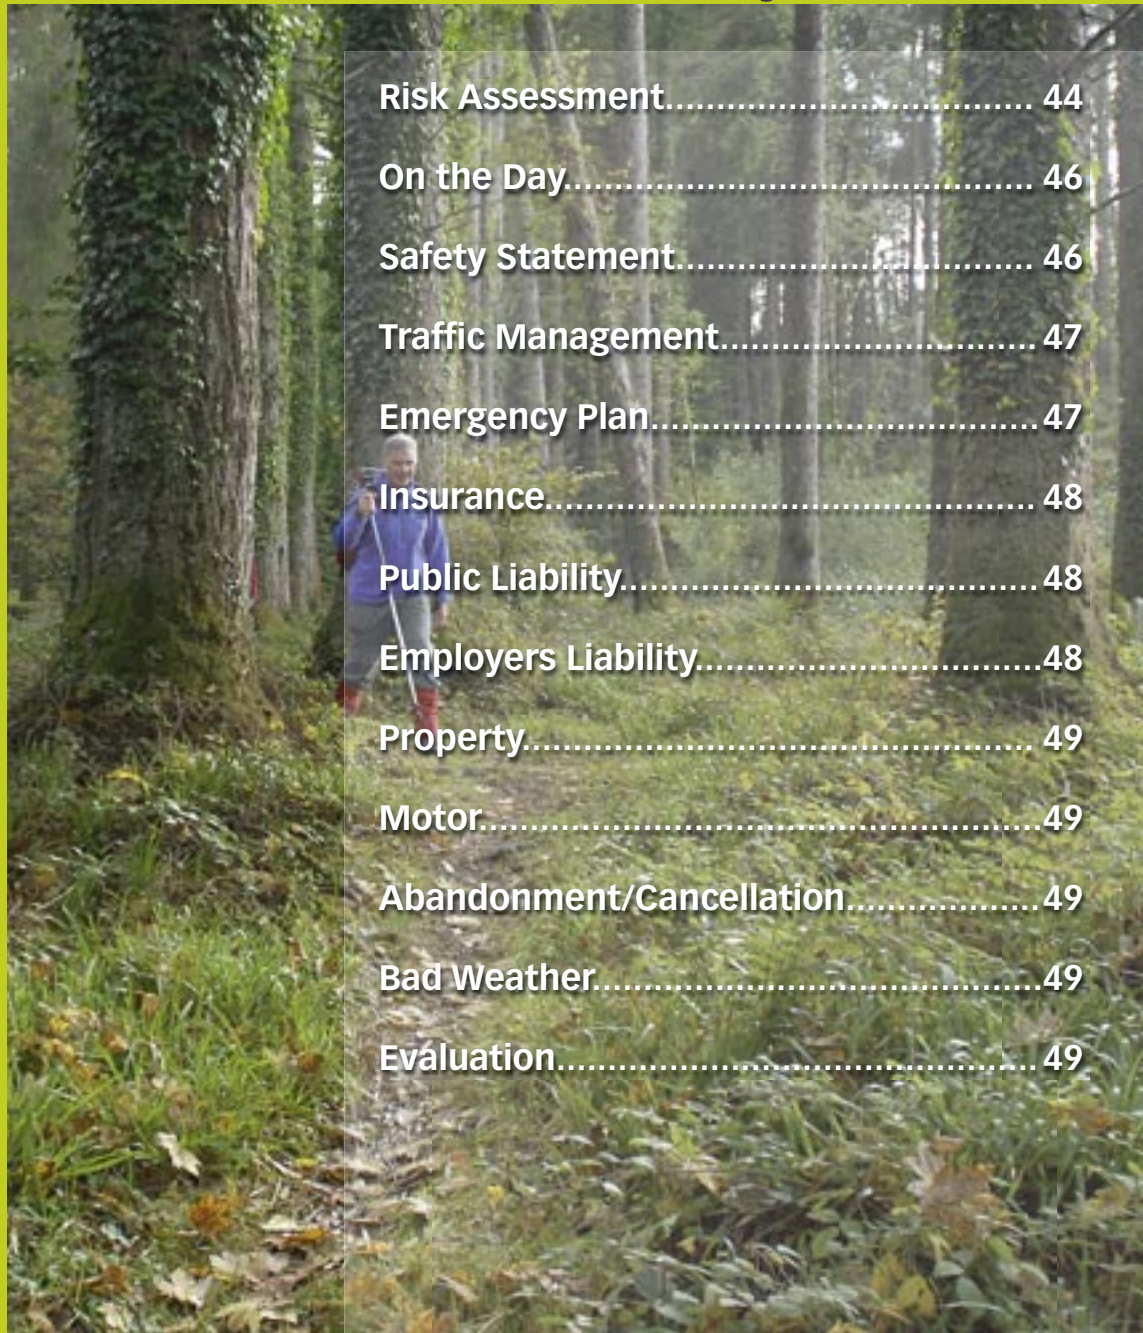 Risk Assessment.................................... 44
On the Day.............................................. 46
Safety Statement................................... 46
Traffic Management............................... 47
Emergency Plan......................................47
Insurance................................................ 48
Public Liability.........................................48
Employers Liability..................................48
Property.................................................. 49
Motor.......................................................49
Abandonment/Cancellation...................49
Bad Weather............................................49
Evaluation............................................... 49